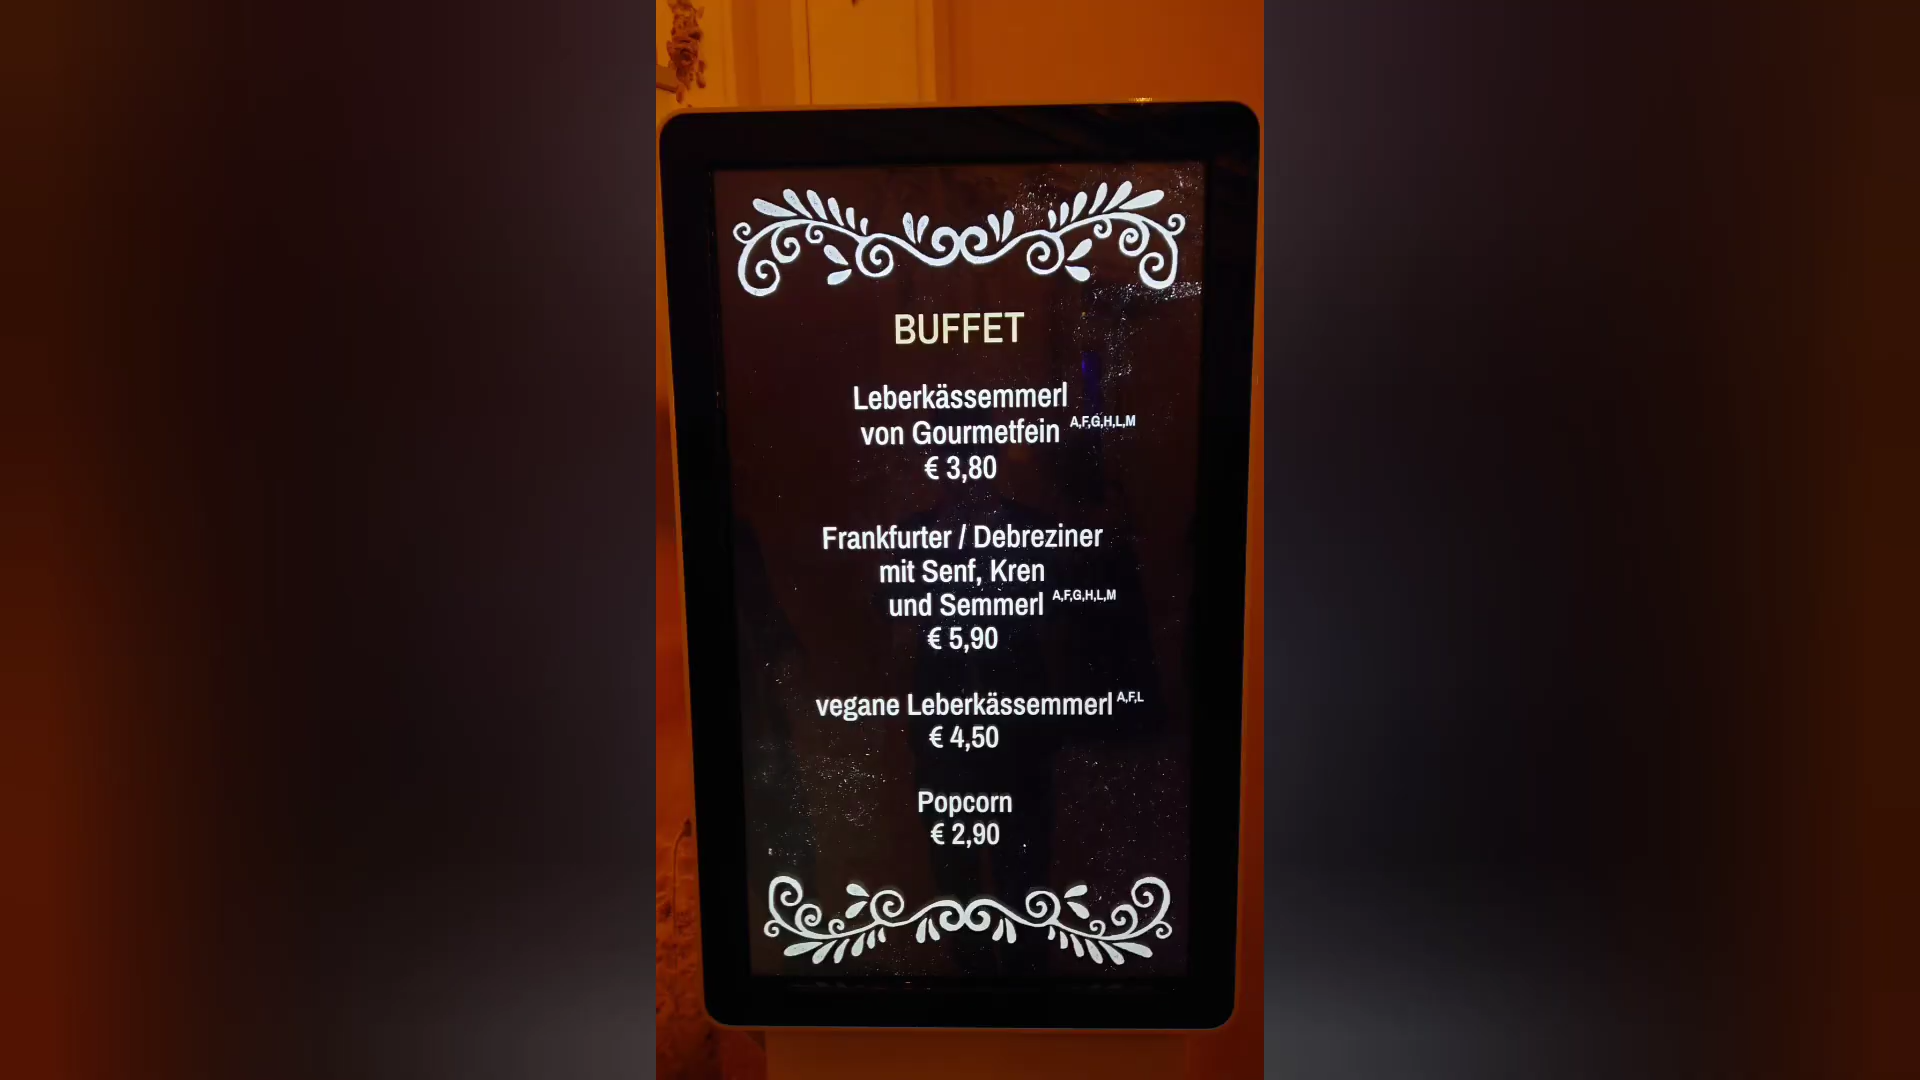 BUFFET
Leberkässemmerl
von Gourmetfein A,F,G,H,L,M
€ 3,80
Frankfurter / Debreziner
mit Senf, Kren
und Semmerl A,F,G,H,L,M
€ 5,90
vegane Leberkässemmerl A,F,L
€ 4,50
Popcorn
€ 2,90